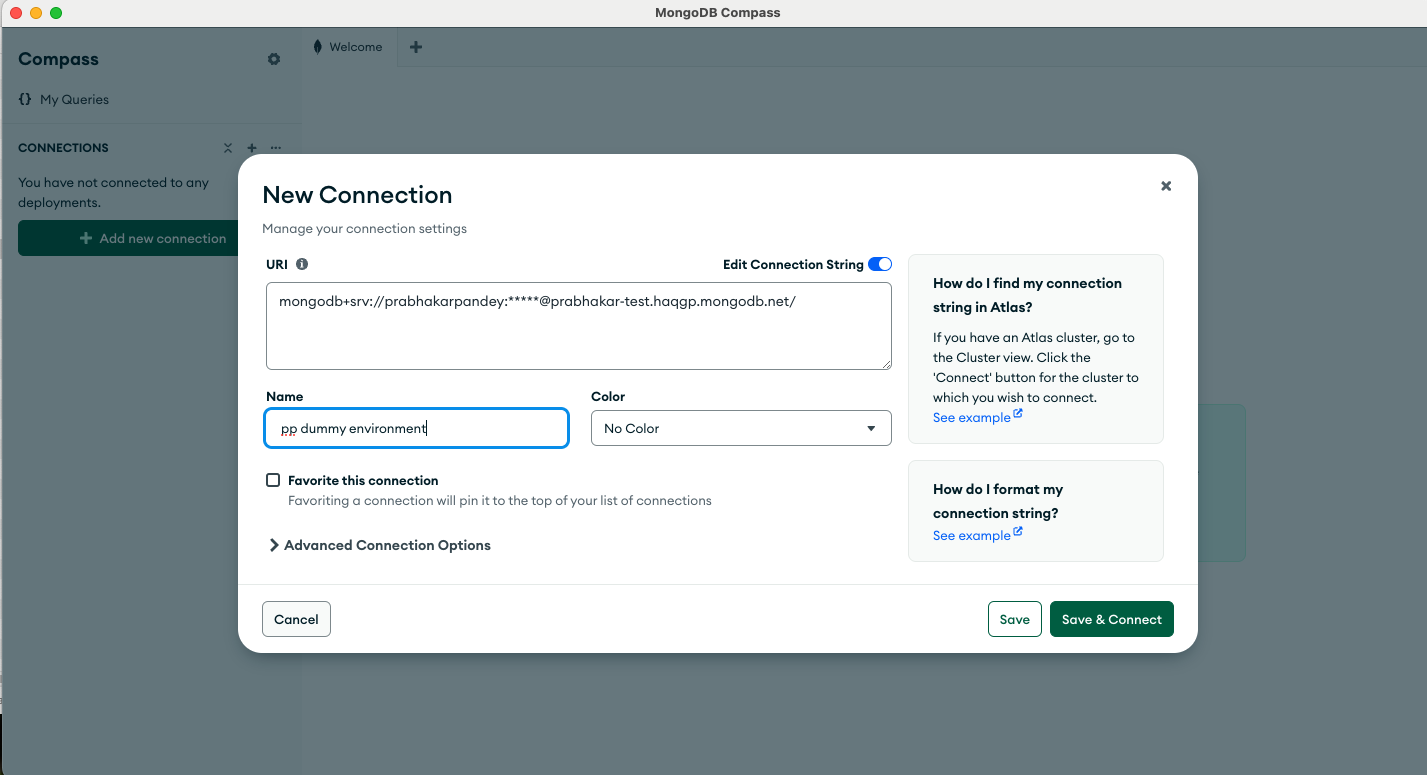 MongoDB Compass
Compass
My Queries
CONNECTIONS
You have not connected to any
deployments.
Add new connection
Welcome
New Connection
Manage your connection settings
URI
Edit Connection String
mongodb+srv://prabhakarpandey:*****@prabhakar-test.haqgp.mongodb.net/
Name
Color
pp dummy environment
No Color
Favorite this connection
Favoriting a connection will pin it to the top of your list of connections
Advanced Connection Options
How do I find my connection
string in Atlas?
If you have an Atlas cluster, go to
the Cluster view. Click the
'Connect' button for the cluster to
which you wish to connect.
See example
How do I format my
connection string?
See example
Cancel
Save
Save & Connect